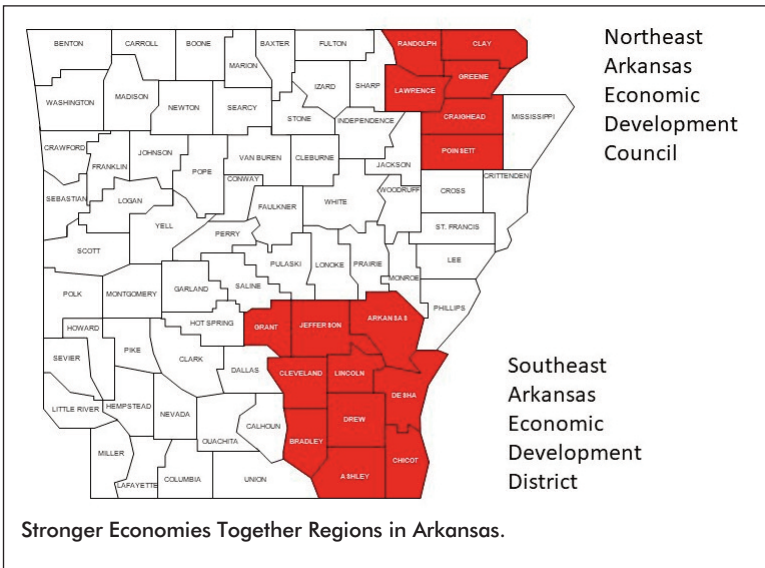 BENTON CARROLL BOONE BAXTER FULTON RANDOLPH CLAY
MARION
IZARD SHARP LAWRENCE GREENE
WASHINGTON MADISON NEWTON SEARCY
STONE INDEPENDENCE CRAIGHEAD MISSISSIPPI
CRAWFORD FRANKLIN JOHNSON POPE VAN BUREN CLEBURNE JACKSON POINSETT
CONWAY CRITTENDEN
SEBASTIAN LOGAN FAULKNER WHITE WOODRUFF CROSS
YELL PERRY ST. FRANCIS
SCOTT PULASKI LONOKE PRAIRIE LEE
MONROE
POLK MONTGOMERY GARLAND SALINE PHILLIPS
HOWARD HOT SPRING GRANT JEFFERSON ARKANSAS
SEVIER PIKE CLARK DALLAS CLEVELAND LINCOLN
DESHA
LITTLE RIVER HEMPSTEAD NEVADA OUACHITA CALHOUN BRADLEY DREW
MILLER LAFAYETTE COLUMBIA UNION ASHLEY CHICOT
Northeast
Arkansas
Economic
Development
Council
Southeast
Arkansas
Economic
Development
District
Stronger Economies Together Regions in Arkansas.